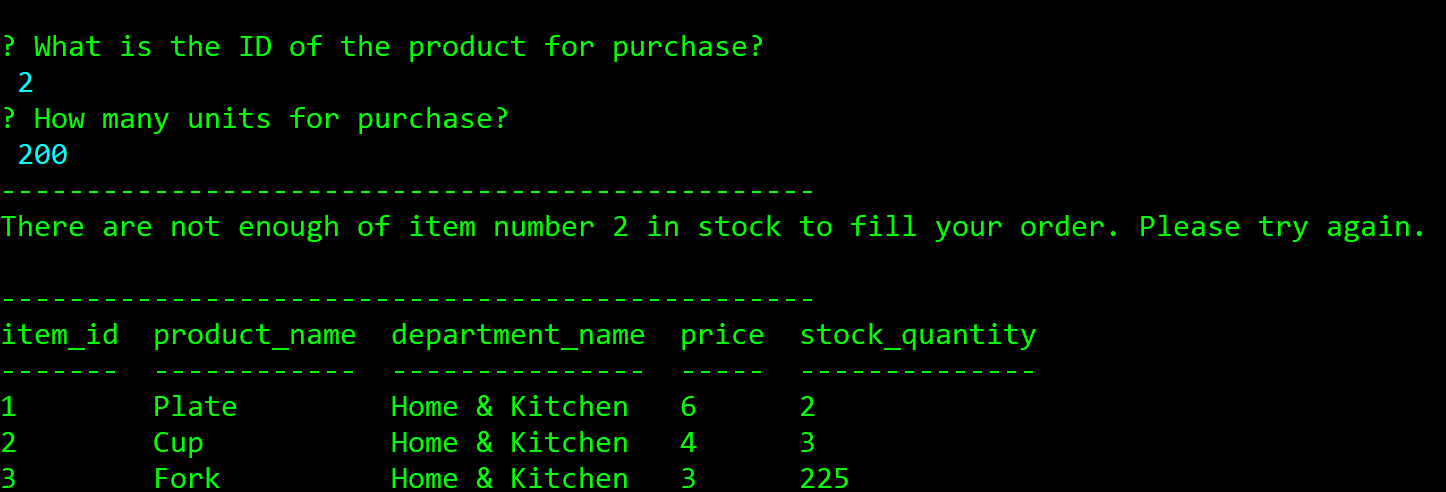 ? What is the ID of the product for purchase?
 2
? How many units for purchase?
 200
------------------------------------------------
There are not enough of item number 2 in stock to fill your order. Please try again.
------------------------------------------------
item_id  product_name  department_name  price  stock_quantity
-------  ------------  ---------------  -----  --------------
1        Plate         Home & Kitchen   6      2
2        Cup           Home & Kitchen   4      3
3        Fork          Home & Kitchen   3      225